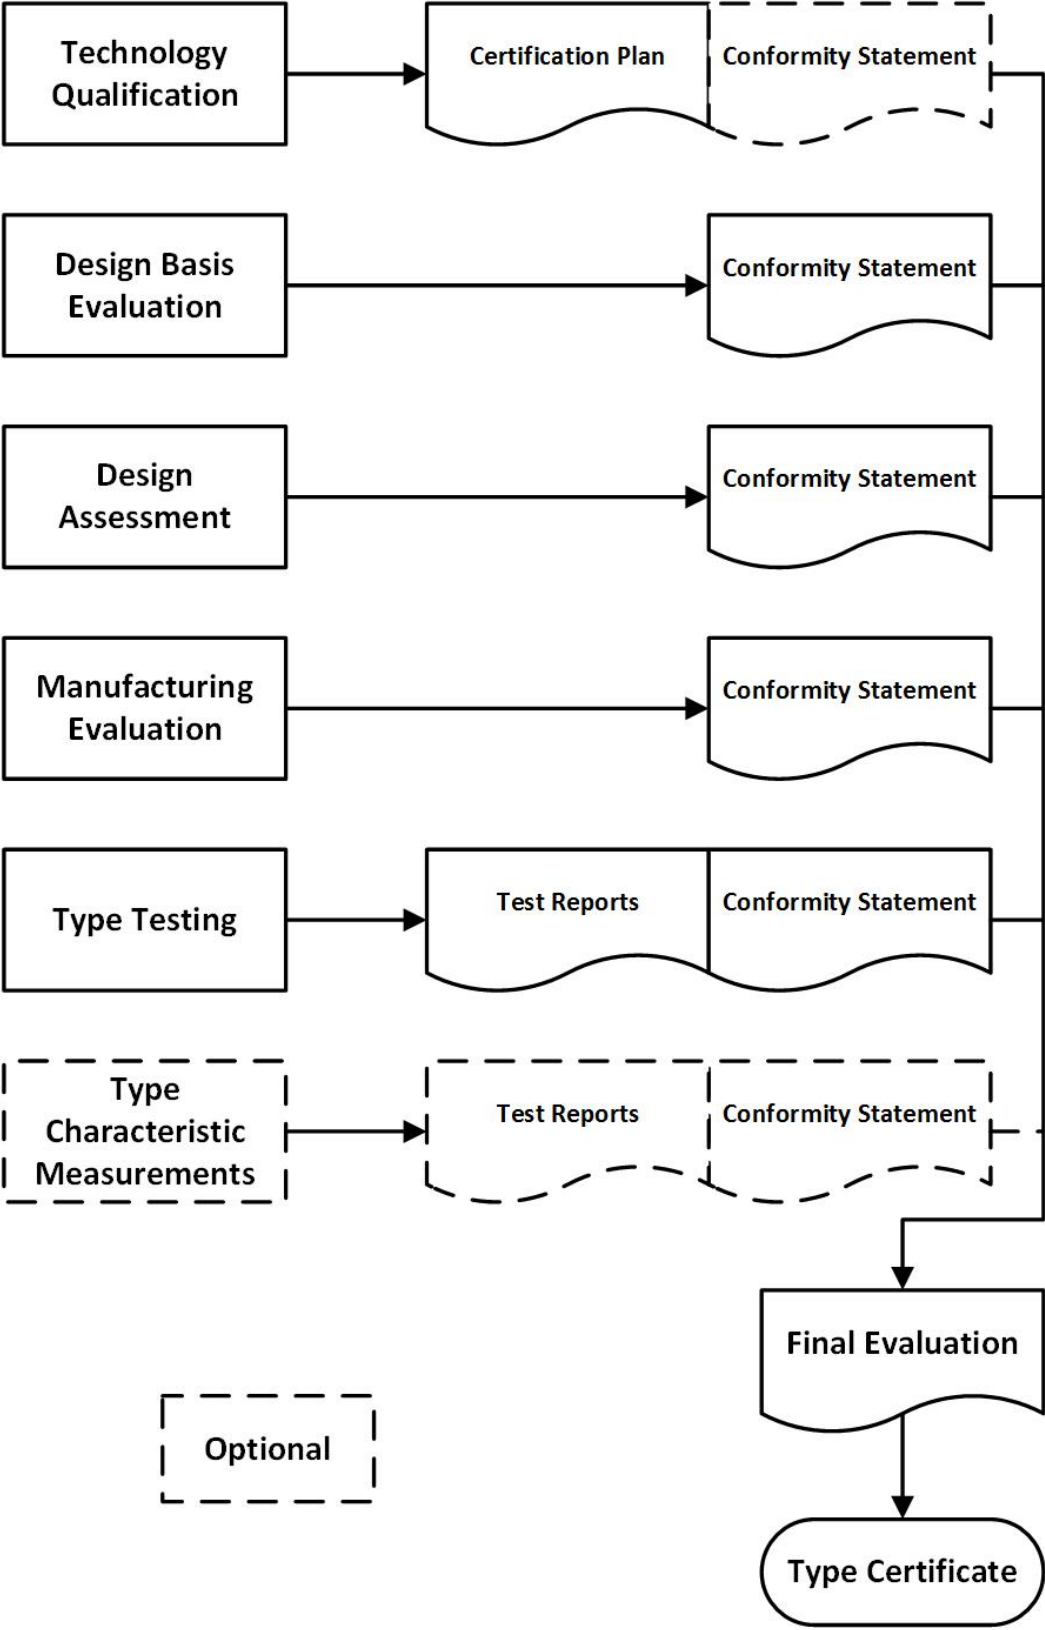 Technology
Qualification
Certification Plan
Conformity Statement
Design Basis
Evaluation
Conformity Statement
Design
Assessment
Conformity Statement
Manufacturing
Evaluation
Conformity Statement
Type Testing
Test Reports
Conformity Statement
Type
Characteristic
Measurements
Test Reports
Conformity Statement
Final Evaluation
Optional
Type Certificate